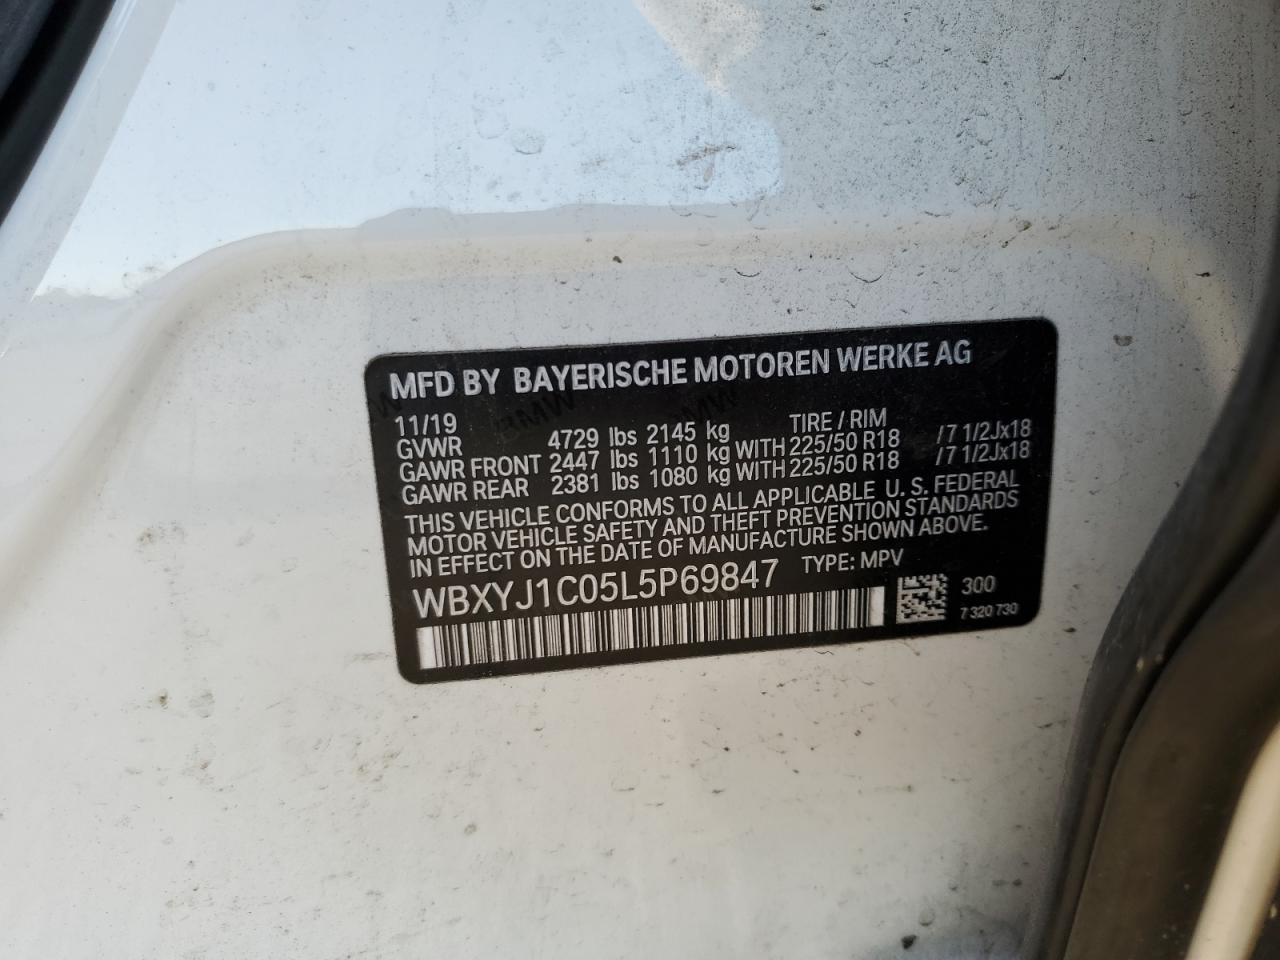 MFD BY BAYERISCHE MOTOREN WERKE AG
11/19 TIRE / RIM
GVWR 4729 lbs 2145 kg
GAWR FRONT 2447 lbs 1110 kg WITH 225/50 R18 /7 1/2Jx18
GAWR REAR 2381 lbs 1080 kg WITH 225/50 R18 /7 1/2Jx18
THIS VEHICLE CONFORMS TO ALL APPLICABLE U. S. FEDERAL
MOTOR VEHICLE SAFETY AND THEFT PREVENTION STANDARDS
IN EFFECT ON THE DATE OF MANUFACTURE SHOWN ABOVE.
WBXYJ1C05L5P69847 TYPE: MPV
300
7 320 730
BMW BMW